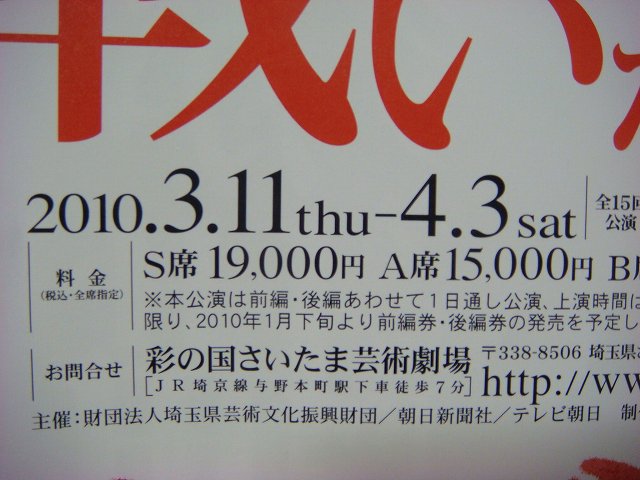 戦い
2010.3.11thu-4.3sat 全15回
公演
料金 S席 19,000円 A席 15,000円 B
(税込・全席指定)
※本公演は前編・後編あわせて1日通し公演、上演時間は
限り、2010年1月下旬より前編券・後編券の発売を予定し
お問合せ 彩の国さいたま芸術劇場 〒338-8506 埼玉県
[JR埼京線与野本町駅下車徒歩7分] http://ww
主催：財団法人埼玉県芸術文化振興財団／朝日新聞社／テレビ朝日 制